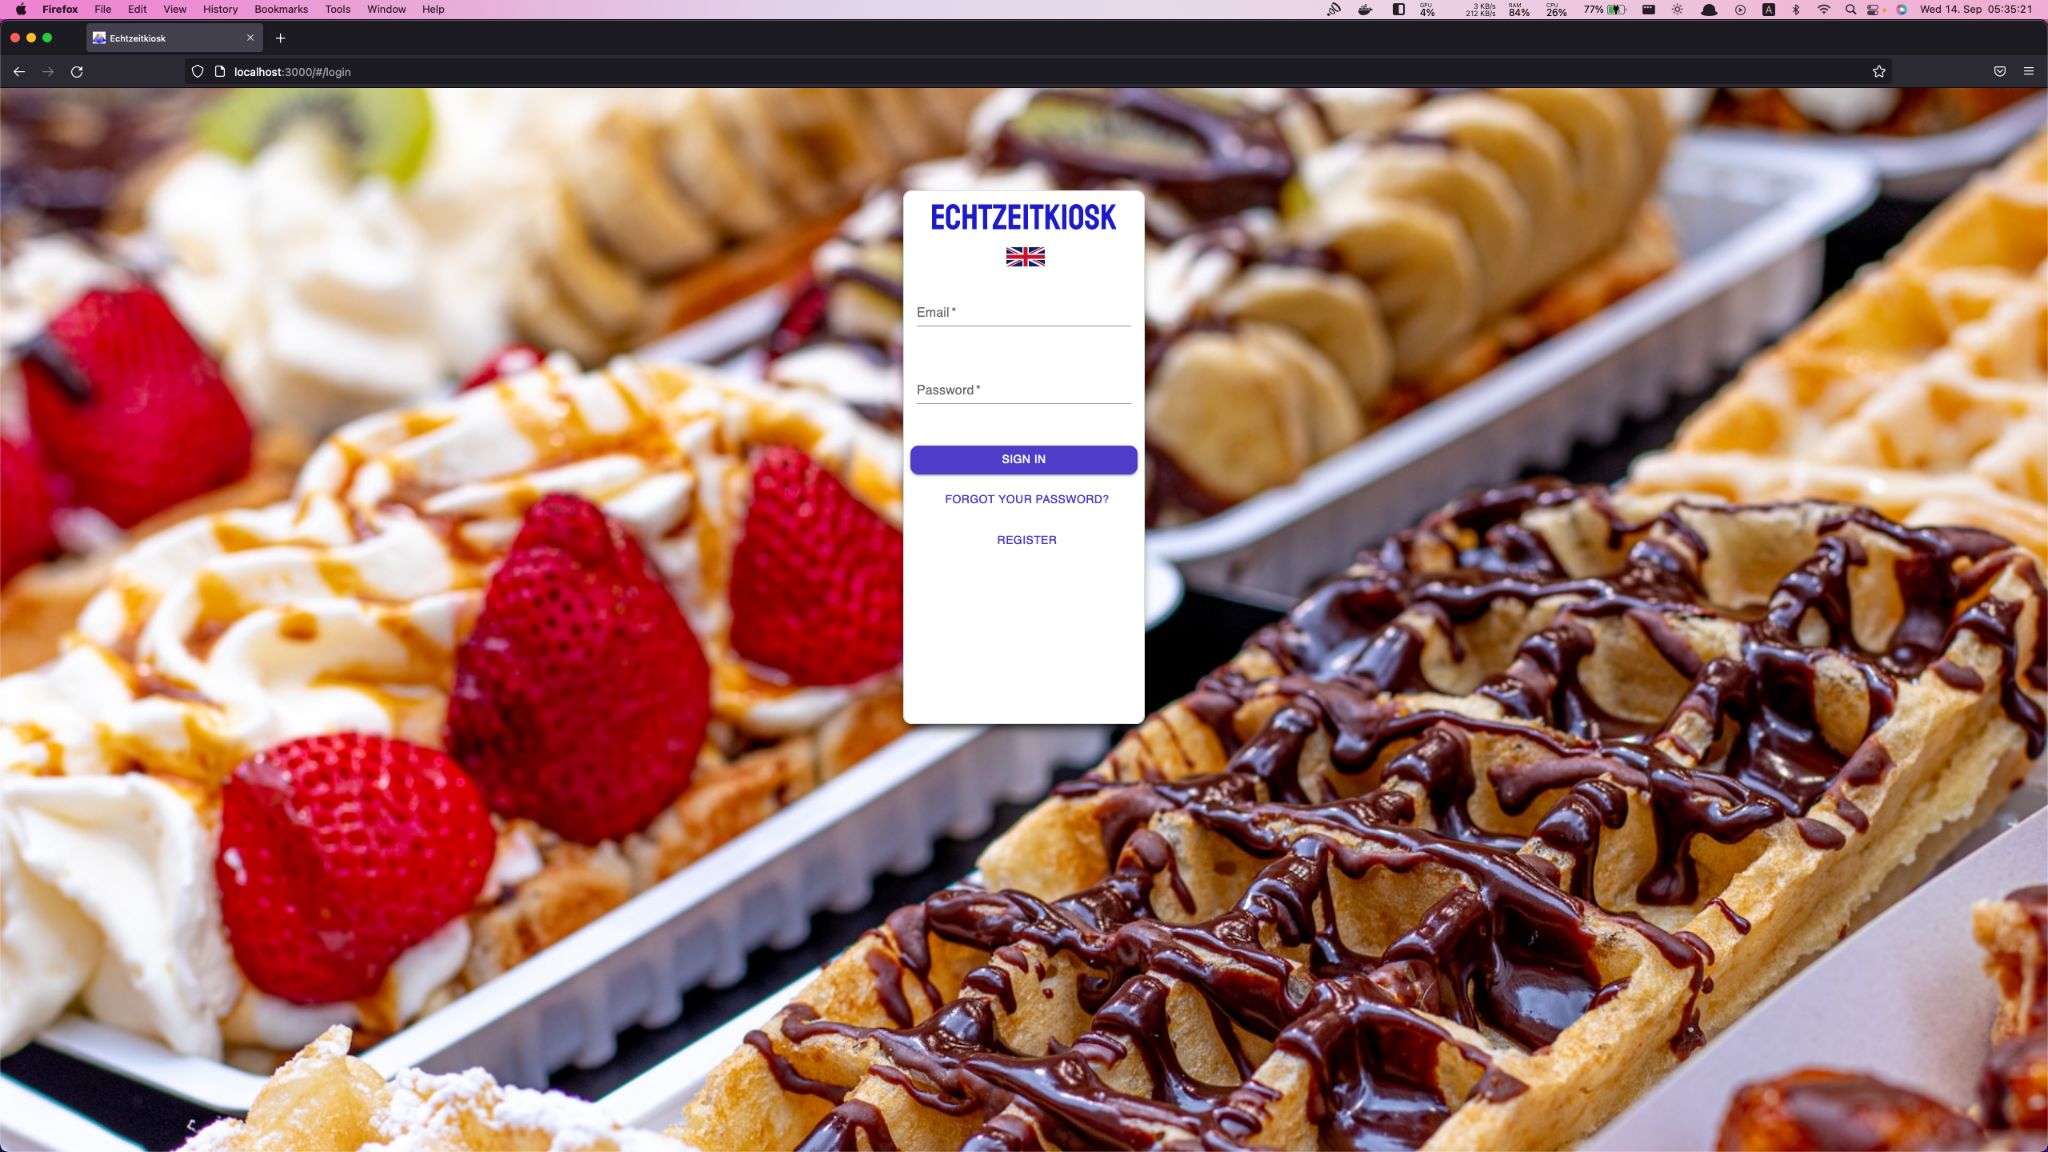 Firefox File Edit View History Bookmarks Tools Window Help
GPU 4% 3 KB/s 212 KB/s RAM 84% CPU 26% 77% A Wed 14. Sep 05:35:21
Echtzeitkiosk
localhost:3000/#/login
ECHTZEITKIOSK
Email *
Password *
SIGN IN
FORGOT YOUR PASSWORD?
REGISTER